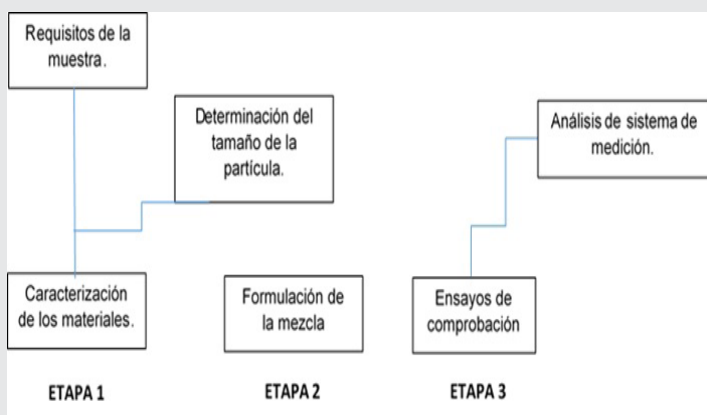 Requisitos de la
muestra.
Determinación del
tamaño de la
partícula.
Análisis de sistema de
medición.
Caracterización
de los materiales.
Formulación de
la mezcla
Ensayos de
comprobación
ETAPA 1
ETAPA 2
ETAPA 3